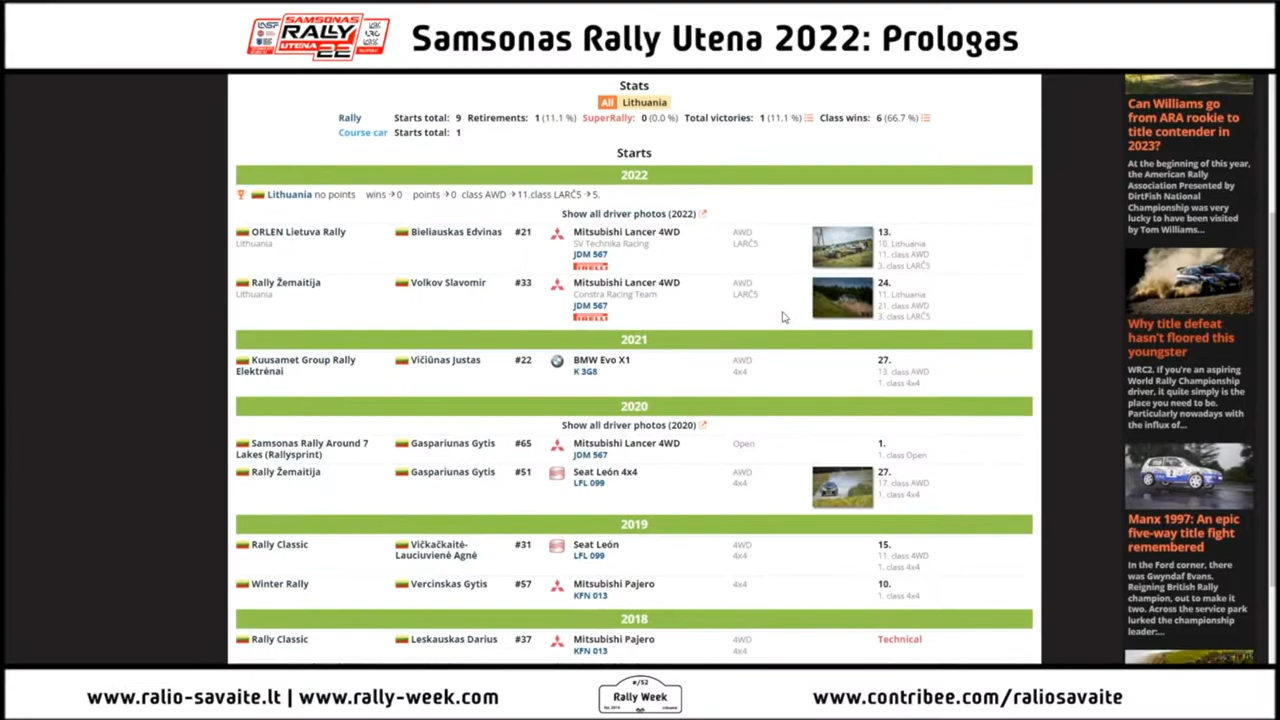 SAMSONAS
RALLY
UTENA 22
LASF
Samsonas Rally Utena 2022: Prologas
Stats
All Lithuania
Rally Starts total: 9 Retirements: 1 (11.1 %) SuperRally: 0 (0.0 %) Total victories: 1 (11.1 %) Class wins: 6 (66.7 %)
Course car Starts total: 1
Starts
2022
Lithuania no points wins → 0 points → 0 class AWD → 11. class LARČ5 → 5.
Show all driver photos (2022)
ORLEN Lietuva Rally Bieliauskas Edvinas #21 Mitsubishi Lancer 4WD AWD 13.
Lithuania SV Technika Racing LARČ5 10. Lithuania
JDM 567 11. class AWD
PIRELLI 3. class LARČ5
Rally Žemaitija Volkov Slavomir #33 Mitsubishi Lancer 4WD AWD 24.
Lithuania Constra Racing Team LARČ5 11. Lithuania
JDM 567 21. class AWD
PIRELLI 3. class LARČ5
2021
Kuusamet Group Rally Vičiūnas Justas #22 BMW Evo X1 AWD 27.
Elektrėnai K 3G8 4x4 13. class AWD
1. class 4x4
2020
Show all driver photos (2020)
Samsonas Rally Around 7 Gaspariunas Gytis #65 Mitsubishi Lancer 4WD Open 1.
Lakes (Rallysprint) JDM 567 1. class Open
Rally Žemaitija Gaspariunas Gytis #51 Seat León 4x4 AWD 27.
LFL 099 4x4 17. class AWD
1. class 4x4
2019
Rally Classic Vičkačkaitė- #31 Seat León 4WD 15.
Lauciuvienė Agnė LFL 099 4x4 11. class 4WD
1. class 4x4
Winter Rally Vercinskas Gytis #57 Mitsubishi Pajero 4x4 10.
KFN 013 1. class 4x4
2018
Rally Classic Leskauskas Darius #37 Mitsubishi Pajero 4WD Technical
KFN 013 4x4
Can Williams go
from ARA rookie to
title contender in
2023?
At the beginning of this year,
the American Rally
Association Presented by
DirtFish National
Championship was very
lucky to have been visited
by Tom Williams...
Why title defeat
hasn't floored this
youngster
WRC2. If you're an aspiring
World Rally Championship
driver, it quite simply is the
place you need to be.
Particularly nowadays with
the influx of...
Manx 1997: An epic
five-way title fight
remembered
In the Ford corner, there
was Gwyndaf Evans.
Reigning British Rally
champion, out to make it
two. Across the service park
lurked the championship
leader:...
www.ralio-savaite.lt | www.rally-week.com
#/52
Rally Week
www.contribee.com/raliosavaite